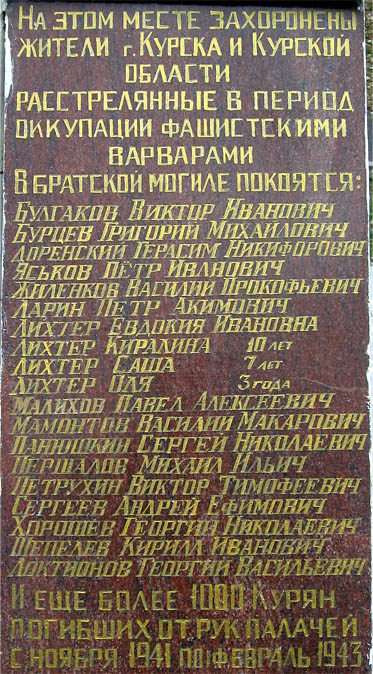 На этом месте захоронены
жители г. Курска и Курской
области
расстрелянные в период
оккупации фашистскими
варварами
В братской могиле покоятся:
Булгаков Виктор Иванович
Бурцев Григорий Михайлович
Доренский Герасим Никифорович
Яськов Пётр Иванович
Жиленков Василий Прокофьевич
Ларин Петр Акимович
Лихтер Евдокия Ивановна
Лихтер Киралина 10 лет
Лихтер Саша 7 лет
Лихтер Оля 3 года
Малихов Павел Алексеевич
Мамонтов Василий Макарович
Панюшкин Сергей Николаевич
Першалов Михаил Ильич
Петрухин Виктор Тимофеевич
Сергеев Андрей Ефимович
Хорошев Георгий Николаевич
Шепелев Кирилл Иванович
Локтионов Георгий Васильевич
И еще более 1000 курян
погибших от рук палачей
с ноября 1941 по февраль 1943